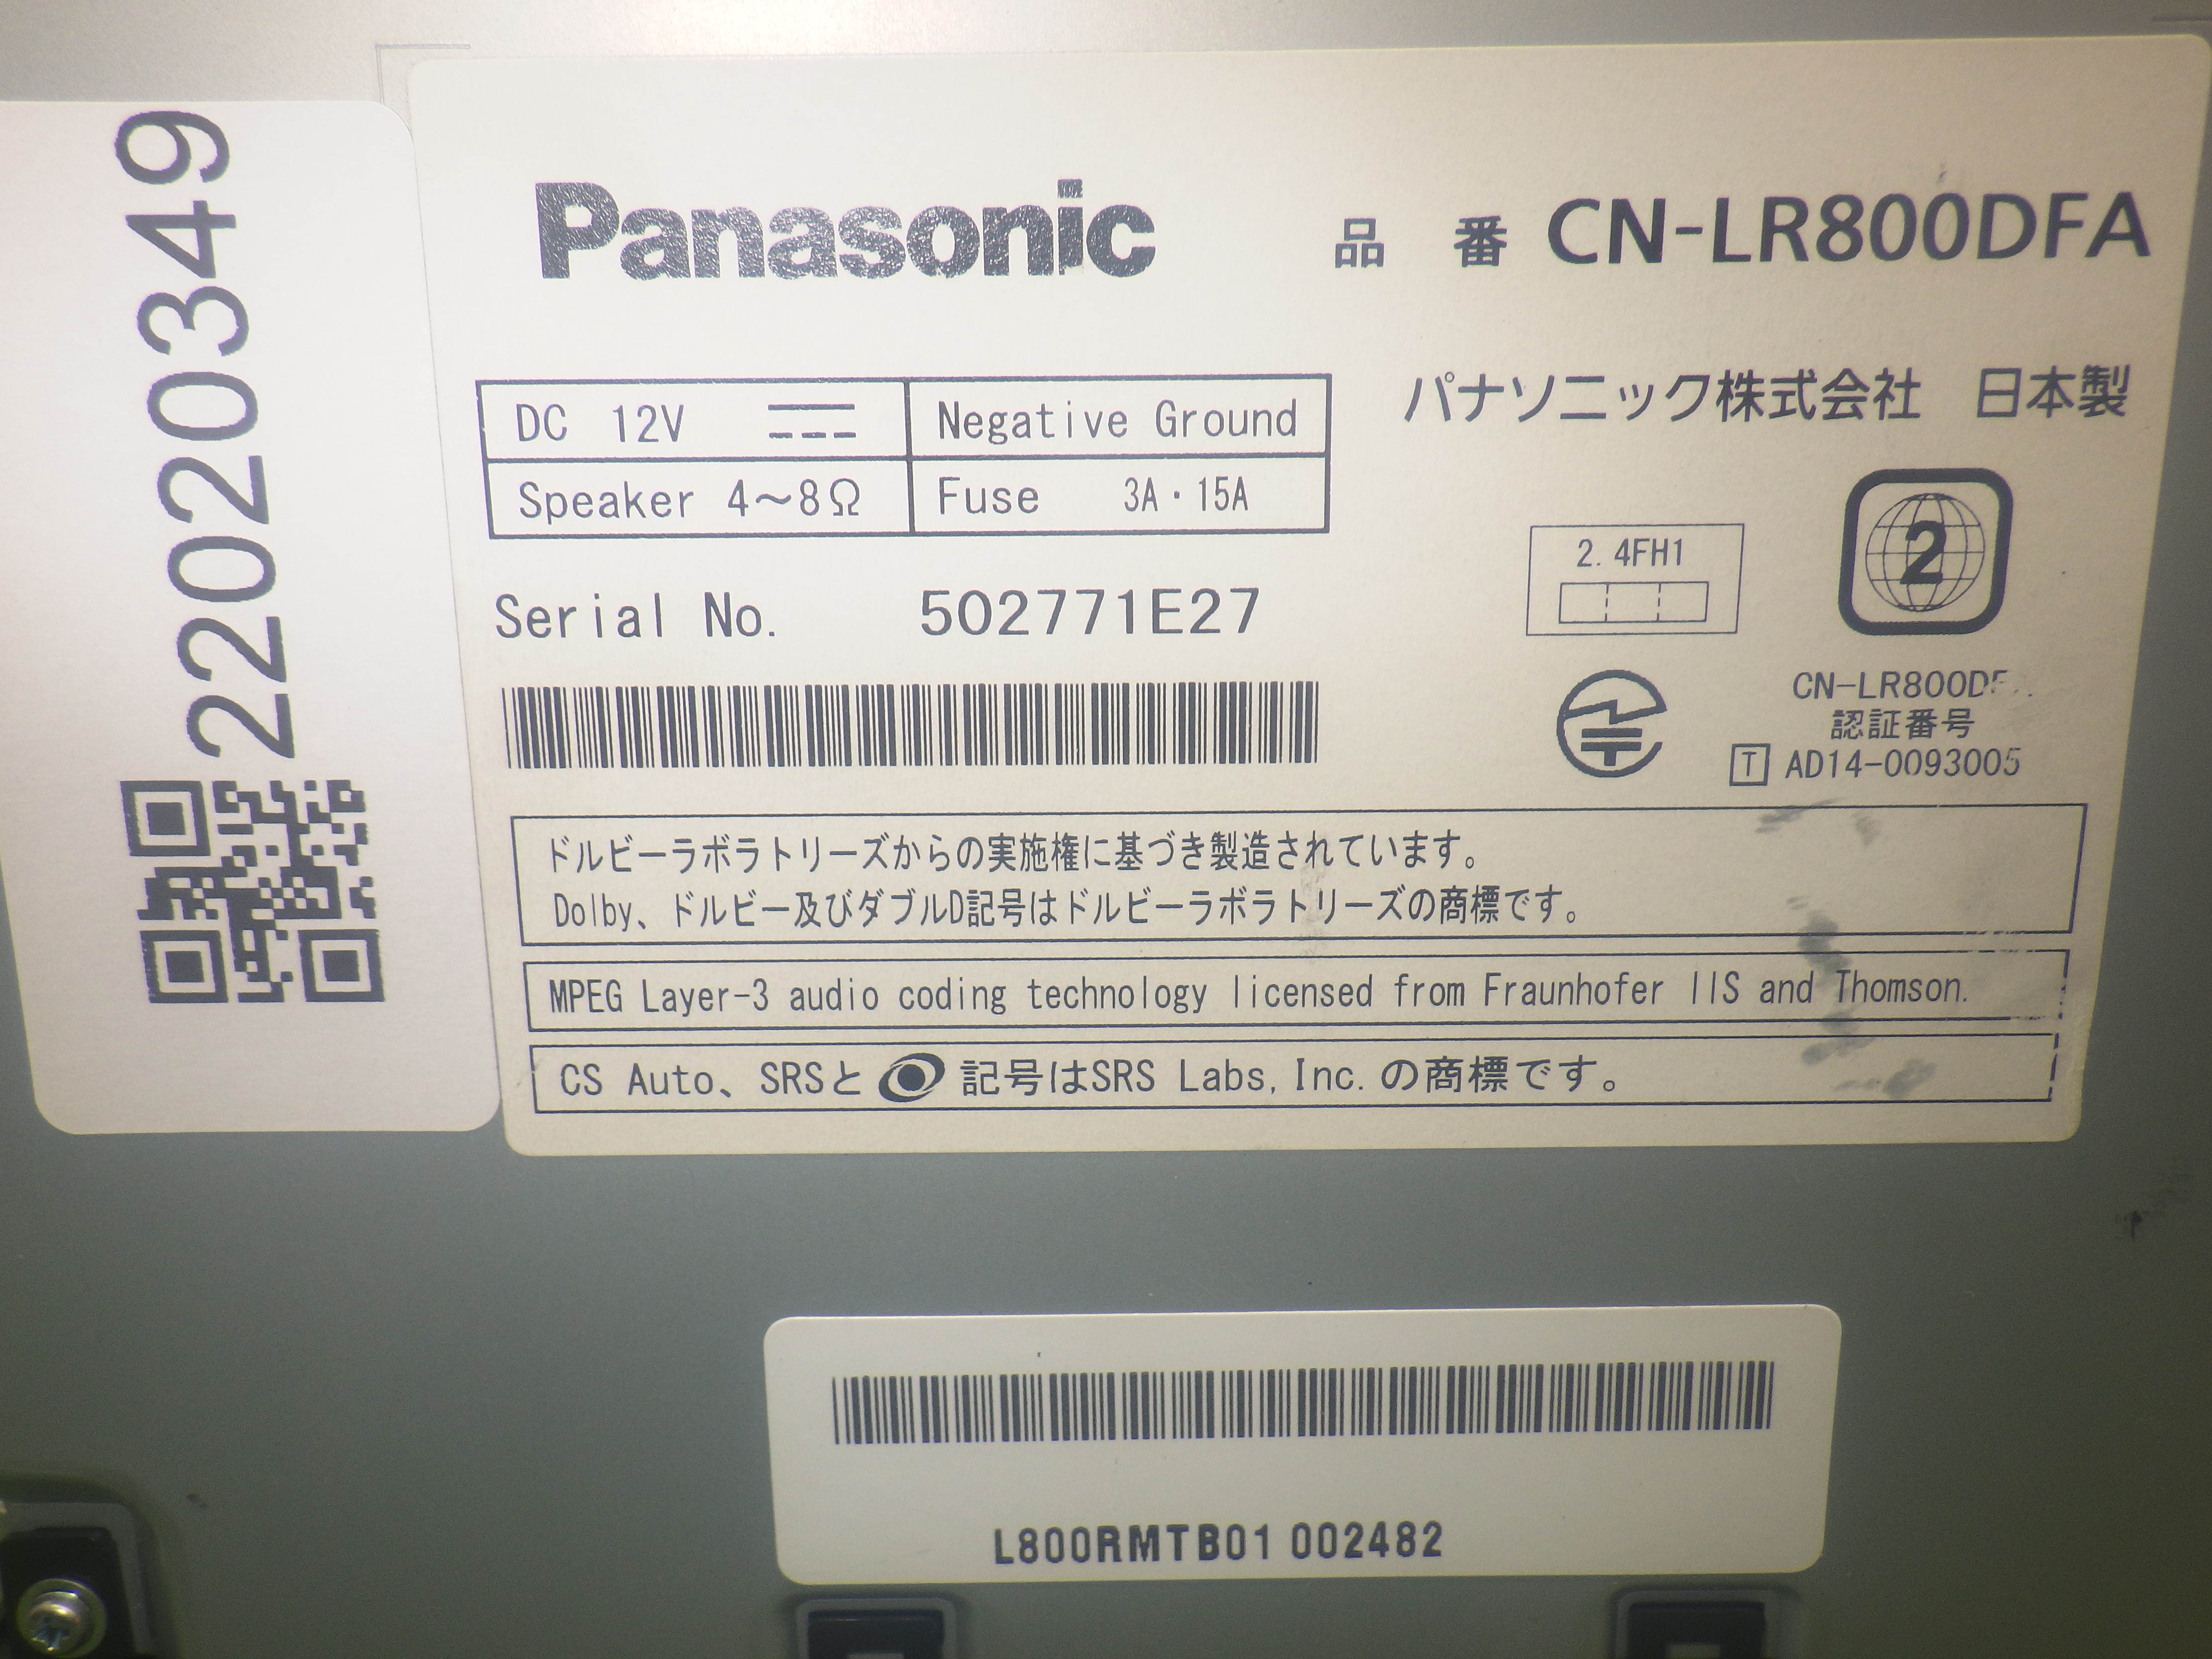 22020349
Panasonic
品 番 CN-LR800DFA
パナソニック株式会社 日本製
DC 12V
Negative Ground
Speaker 4～8Ω
Fuse 3A・15A
Serial No. 502771E27
2.4FH1
2
CN-LR800DF
認証番号
T AD14-0093005
ドルビーラボラトリーズからの実施権に基づき製造されています。
Dolby、ドルビー及びダブルD記号はドルビーラボラトリーズの商標です。
MPEG Layer-3 audio coding technology licensed from Fraunhofer IIS and Thomson.
CS Auto、SRSと 記号はSRS Labs, Inc. の商標です。
L800RMTB01 002482